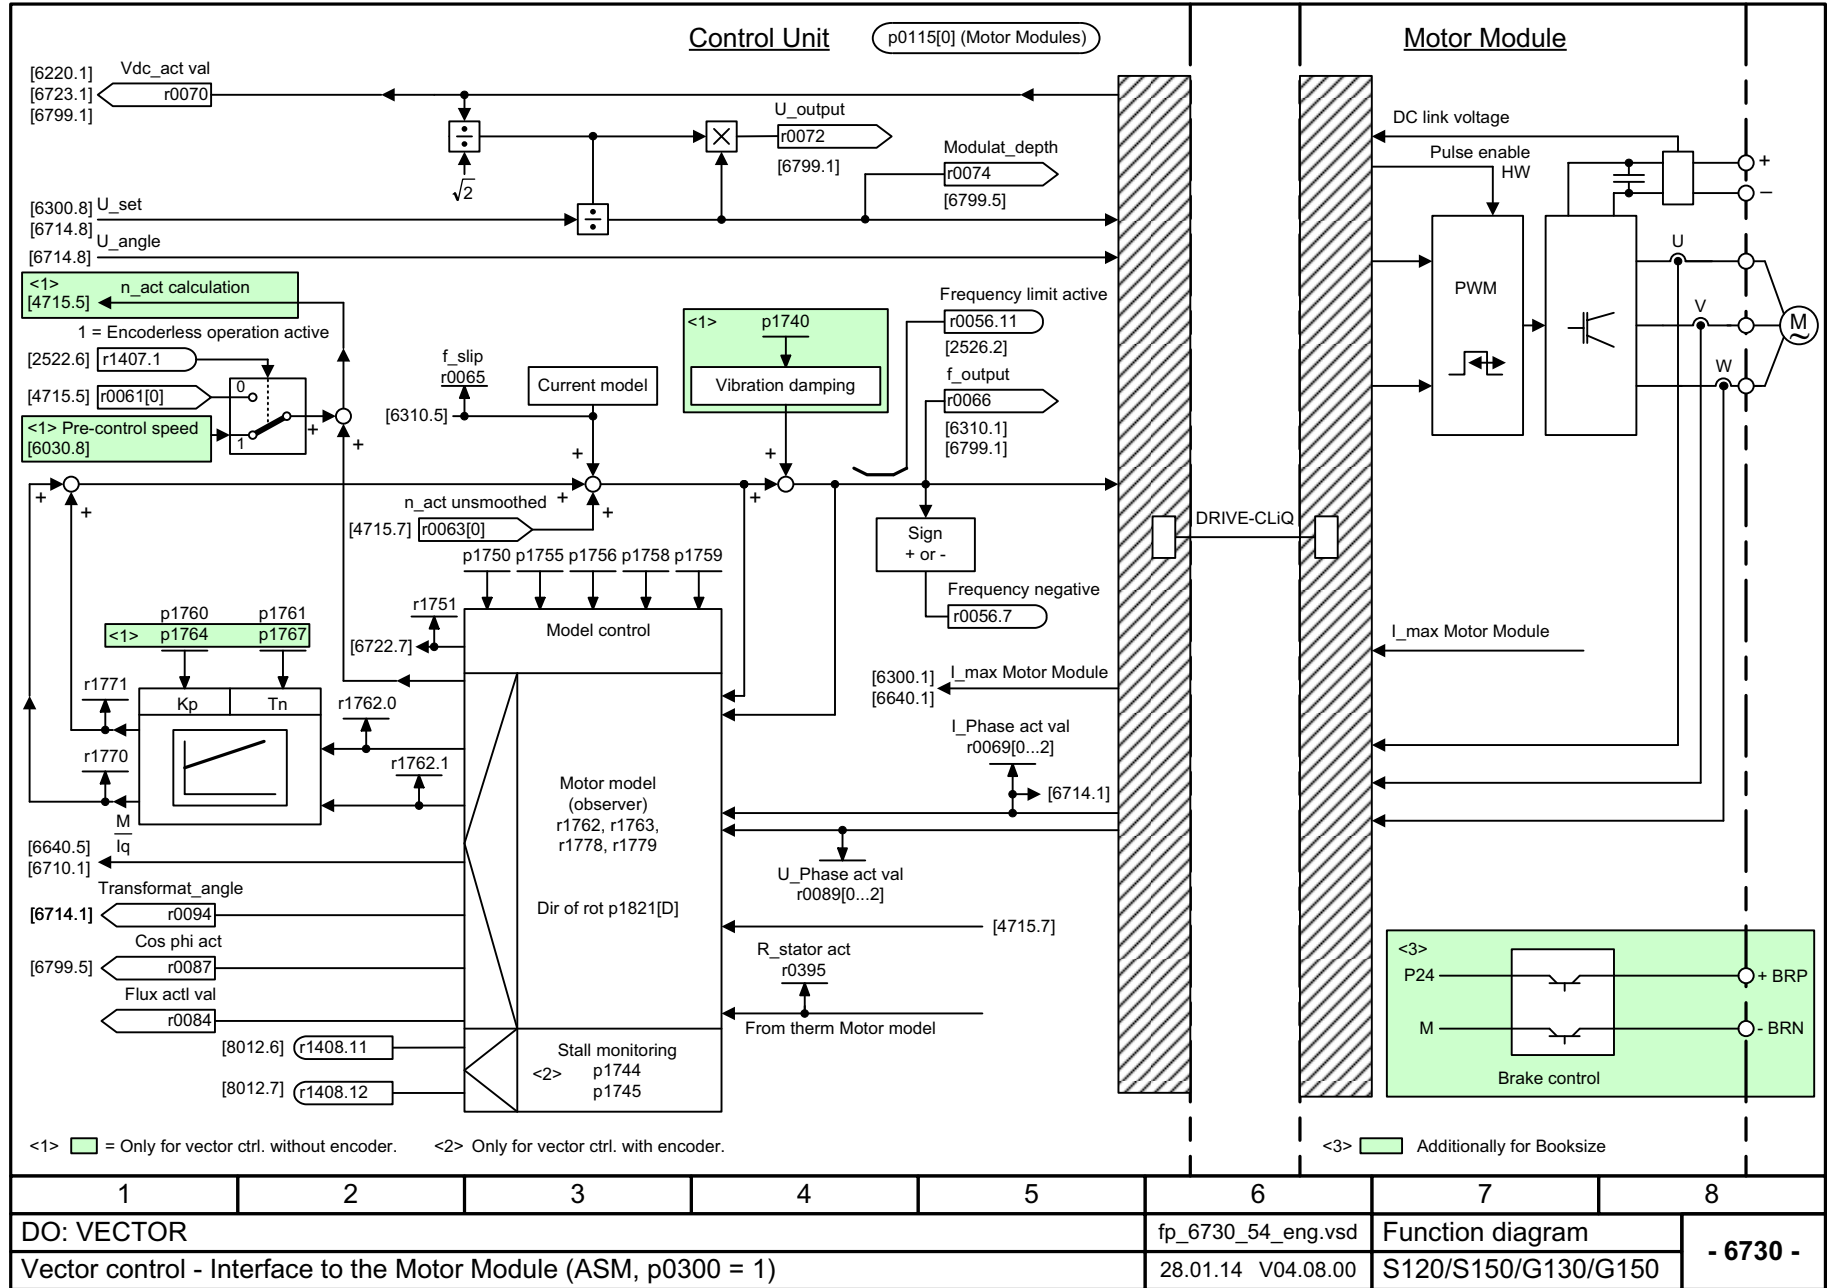 Control Unit
p0115[0] (Motor Modules)
Motor Module
[6220.1]
[6723.1]
[6799.1]
Vdc_act val
r0070
÷
√2
×
U_output
r0072
[6799.1]
Modulat_depth
r0074
[6799.5]
DC link voltage
Pulse enable
HW
+
–
[6300.8]
[6714.8]
U_set
÷
U_angle
[6714.8]
<1>
n_act calculation
[4715.5]
1 = Encoderless operation active
[2522.6]
r1407.1
[4715.5]
r0061[0]
0
1
<1> Pre-control speed
[6030.8]
+
+
f_slip
r0065
[6310.5]
Current model
<1>
p1740
Vibration damping
Frequency limit active
r0056.11
[2526.2]
f_output
r0066
[6310.1]
[6799.1]
PWM
U
V
W
M
~
+
+
+
+
+
+
+
n_act unsmoothed
[4715.7]
r0063[0]
Sign
+ or -
Frequency negative
r0056.7
DRIVE-CLiQ
p1750
p1755
p1756
p1758
p1759
r1751
[6722.7]
Model control
p1760
p1761
<1>
p1764
p1767
Kp
Tn
r1771
r1770
r1762.0
r1762.1
Motor model
(observer)
r1762, r1763,
r1778, r1779
Dir of rot p1821[D]
[6300.1]
[6640.1]
I_max Motor Module
I_max Motor Module
I_Phase act val
r0069[0...2]
[6714.1]
U_Phase act val
r0089[0...2]
[4715.7]
R_stator act
r0395
From therm Motor model
M
Iq
[6640.5]
[6710.1]
Transformat_angle
[6714.1]
r0094
Cos phi act
[6799.5]
r0087
Flux actl val
r0084
[8012.6]
r1408.11
[8012.7]
r1408.12
Stall monitoring
<2>
p1744
p1745
<3>
P24
+ BRP
M
- BRN
Brake control
<1> = Only for vector ctrl. without encoder.
<2> Only for vector ctrl. with encoder.
<3> Additionally for Booksize
1
2
3
4
5
6
7
8
DO: VECTOR
fp_6730_54_eng.vsd
Function diagram
- 6730 -
Vector control - Interface to the Motor Module (ASM, p0300 = 1)
28.01.14 V04.08.00
S120/S150/G130/G150